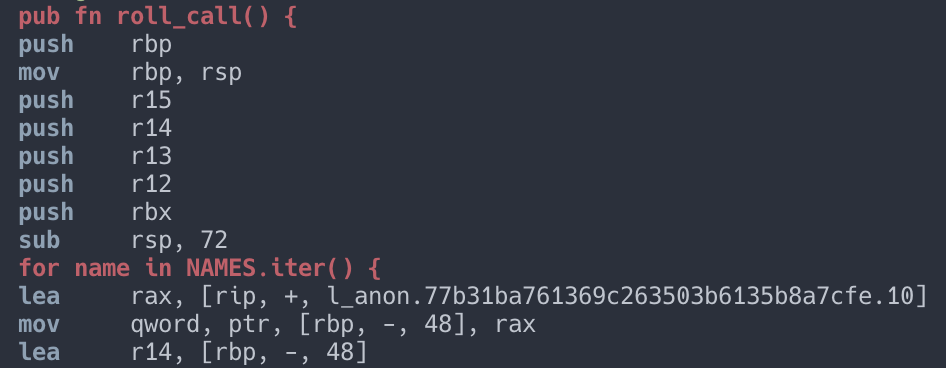 pub fn roll_call() {
push    rbp
mov     rbp, rsp
push    r15
push    r14
push    r13
push    r12
push    rbx
sub     rsp, 72
for name in NAMES.iter() {
lea     rax, [rip, +, l_anon.77b31ba761369c263503b6135b8a7cfe.10]
mov     qword, ptr, [rbp, -, 48], rax
lea     r14, [rbp, -, 48]